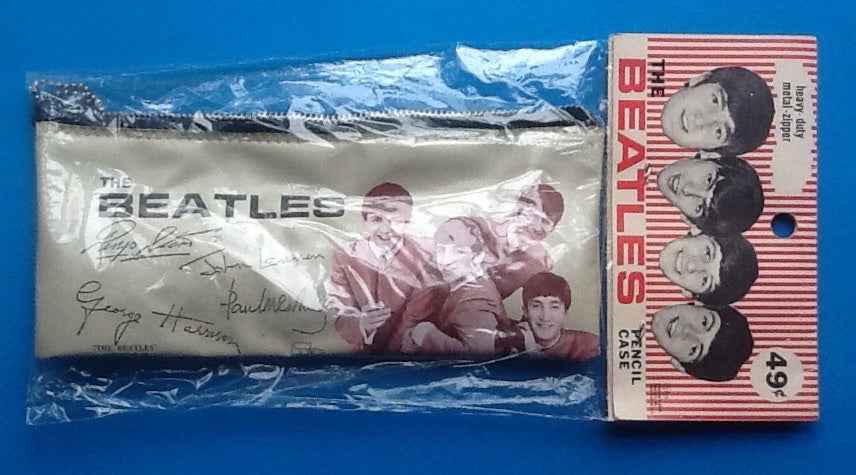 THE
BEATLES
Ringo Starr
John Lennon
George Harrison
Paul McCartney
"THE BEATLES"
THE
BEATLES
PENCIL
CASE
heavy-duty
metal-zipper
49¢